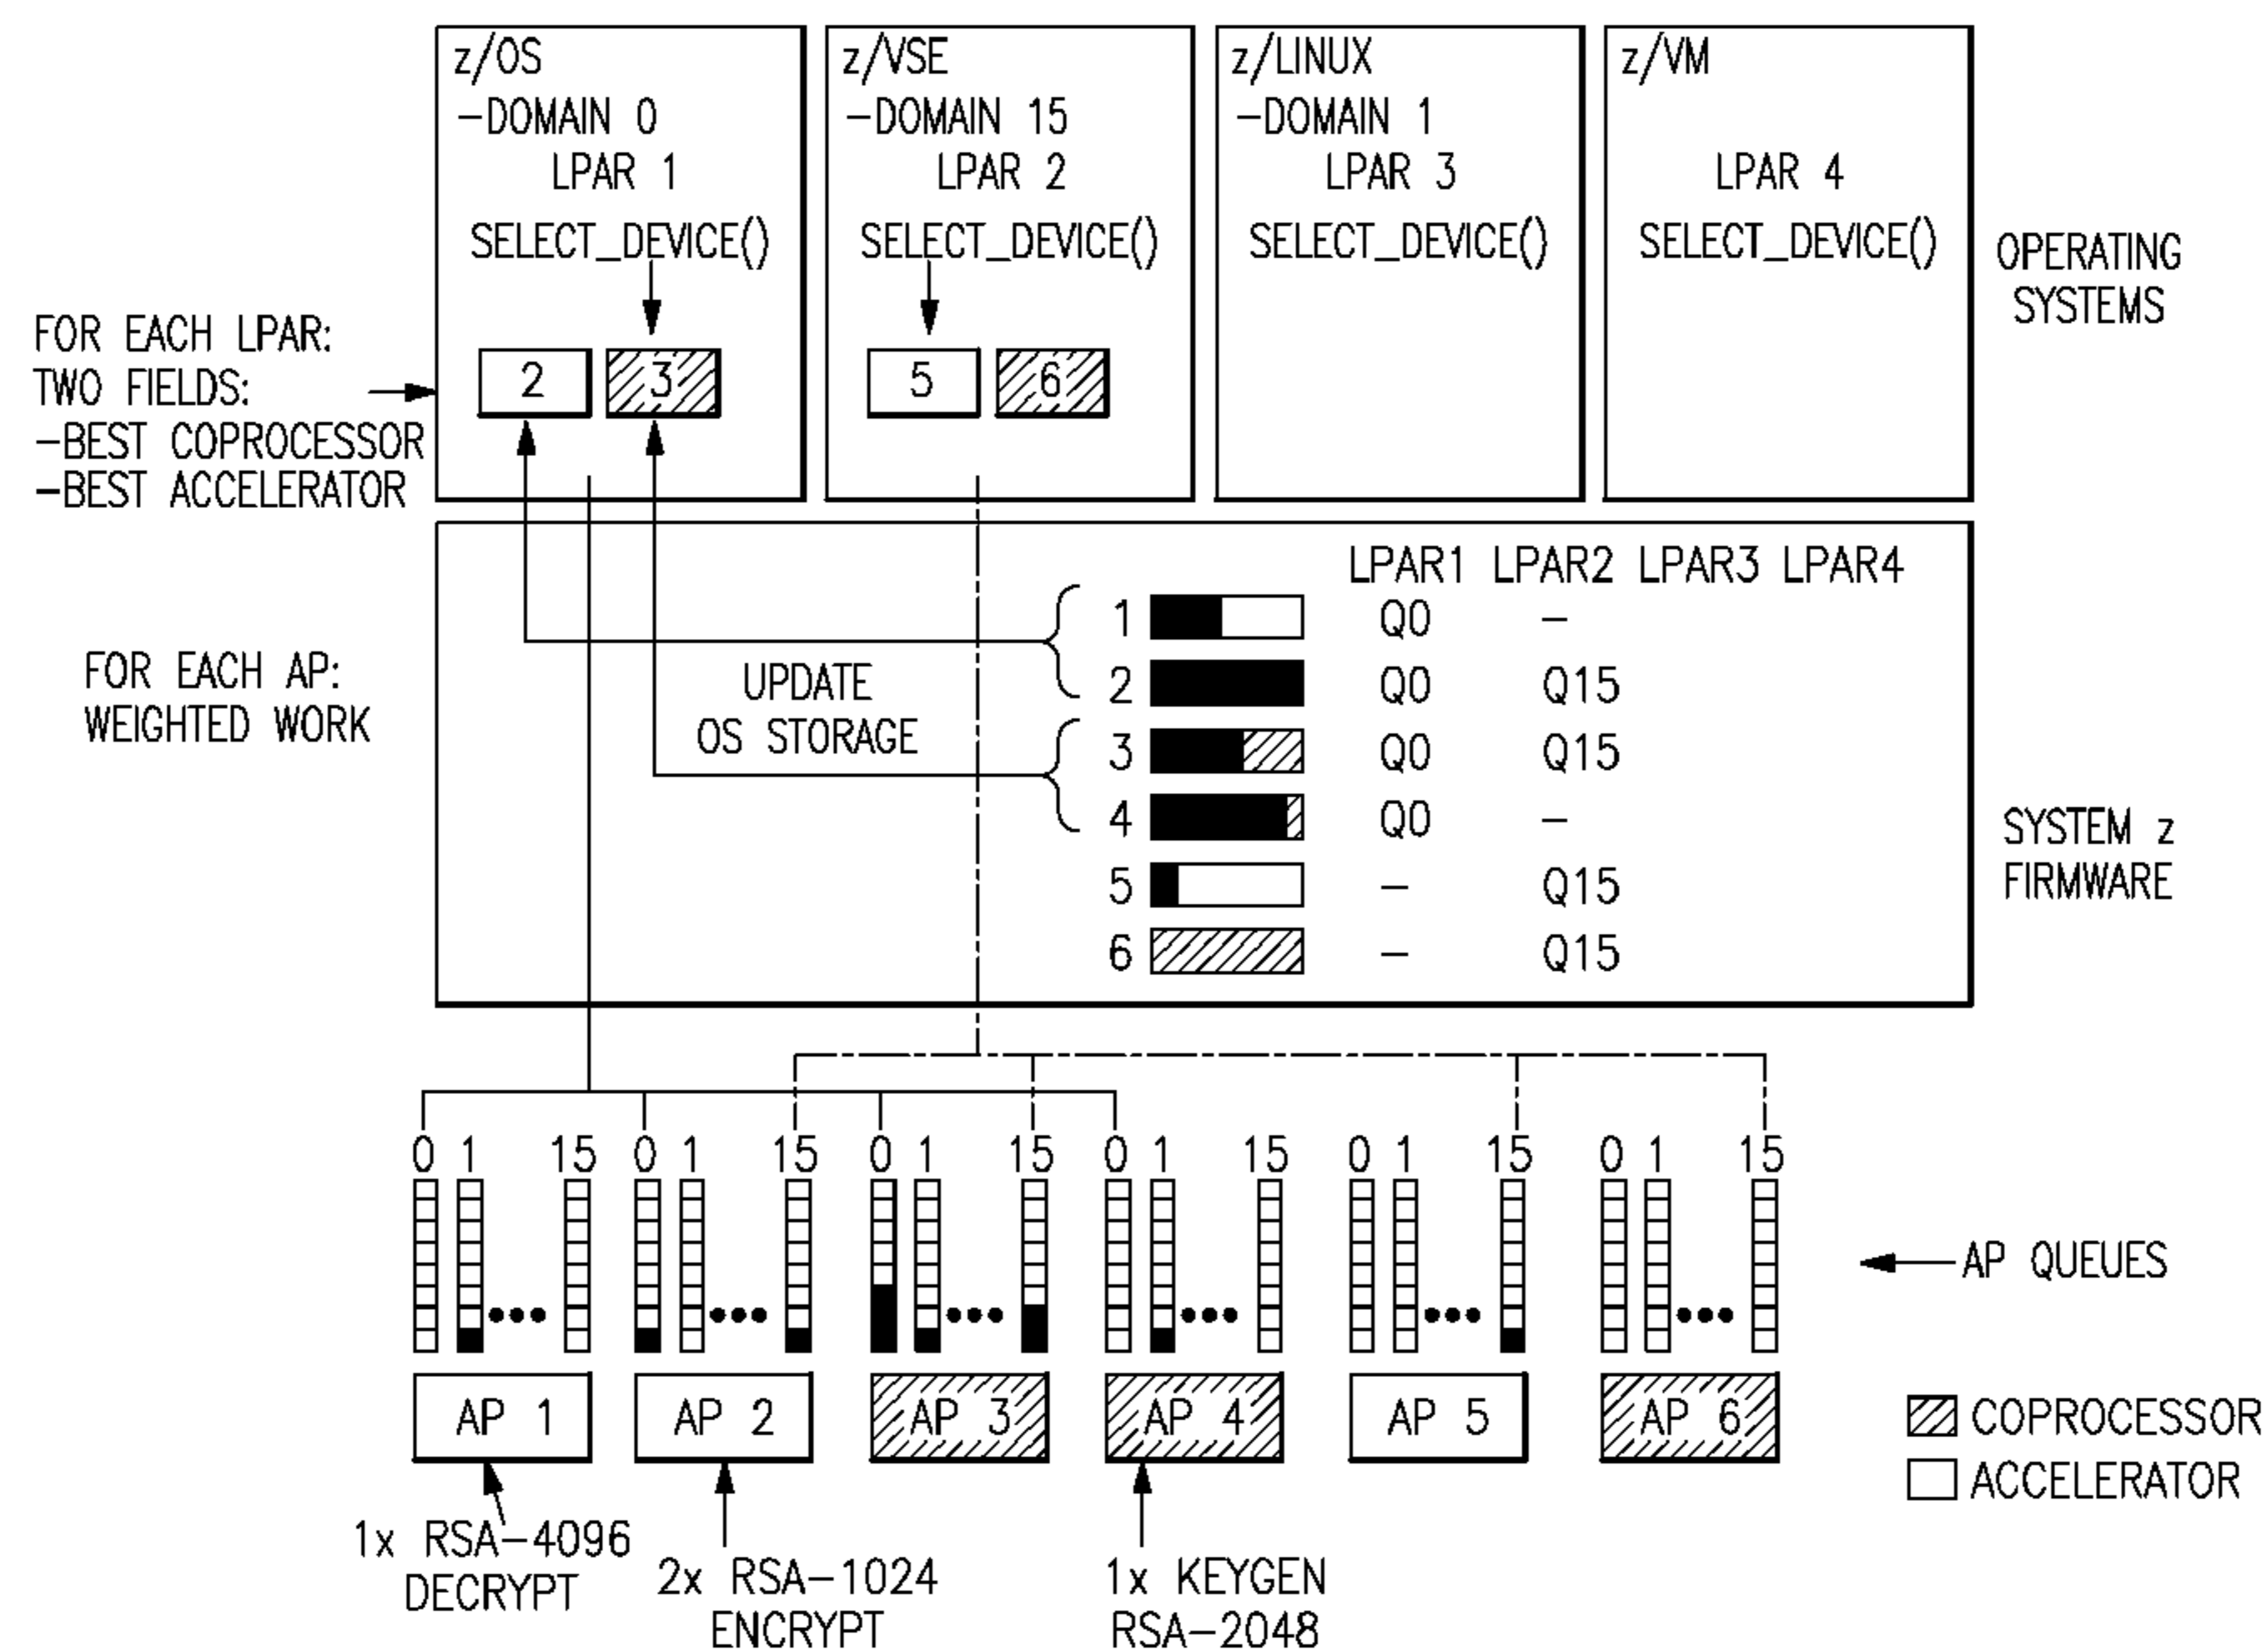 z/OS
-DOMAIN 0
LPAR 1
SELECT_DEVICE()
2 3
z/VSE
-DOMAIN 15
LPAR 2
SELECT_DEVICE()
5 6
z/LINUX
-DOMAIN 1
LPAR 3
SELECT_DEVICE()
z/VM
LPAR 4
SELECT_DEVICE()
OPERATING
SYSTEMS
FOR EACH LPAR:
TWO FIELDS:
-BEST COPROCESSOR
-BEST ACCELERATOR
FOR EACH AP:
WEIGHTED WORK
UPDATE
OS STORAGE
LPAR1 LPAR2 LPAR3 LPAR4
1 Q0 -
2 Q0 Q15
3 Q0 Q15
4 Q0 -
5 - Q15
6 - Q15
SYSTEM z
FIRMWARE
0 1 15 0 1 15 0 1 15 0 1 15 0 1 15 0 1 15
AP QUEUES
AP 1 AP 2 AP 3 AP 4 AP 5 AP 6
COPROCESSOR
ACCELERATOR
1x RSA-4096
DECRYPT
2x RSA-1024
ENCRYPT
1x KEYGEN
RSA-2048